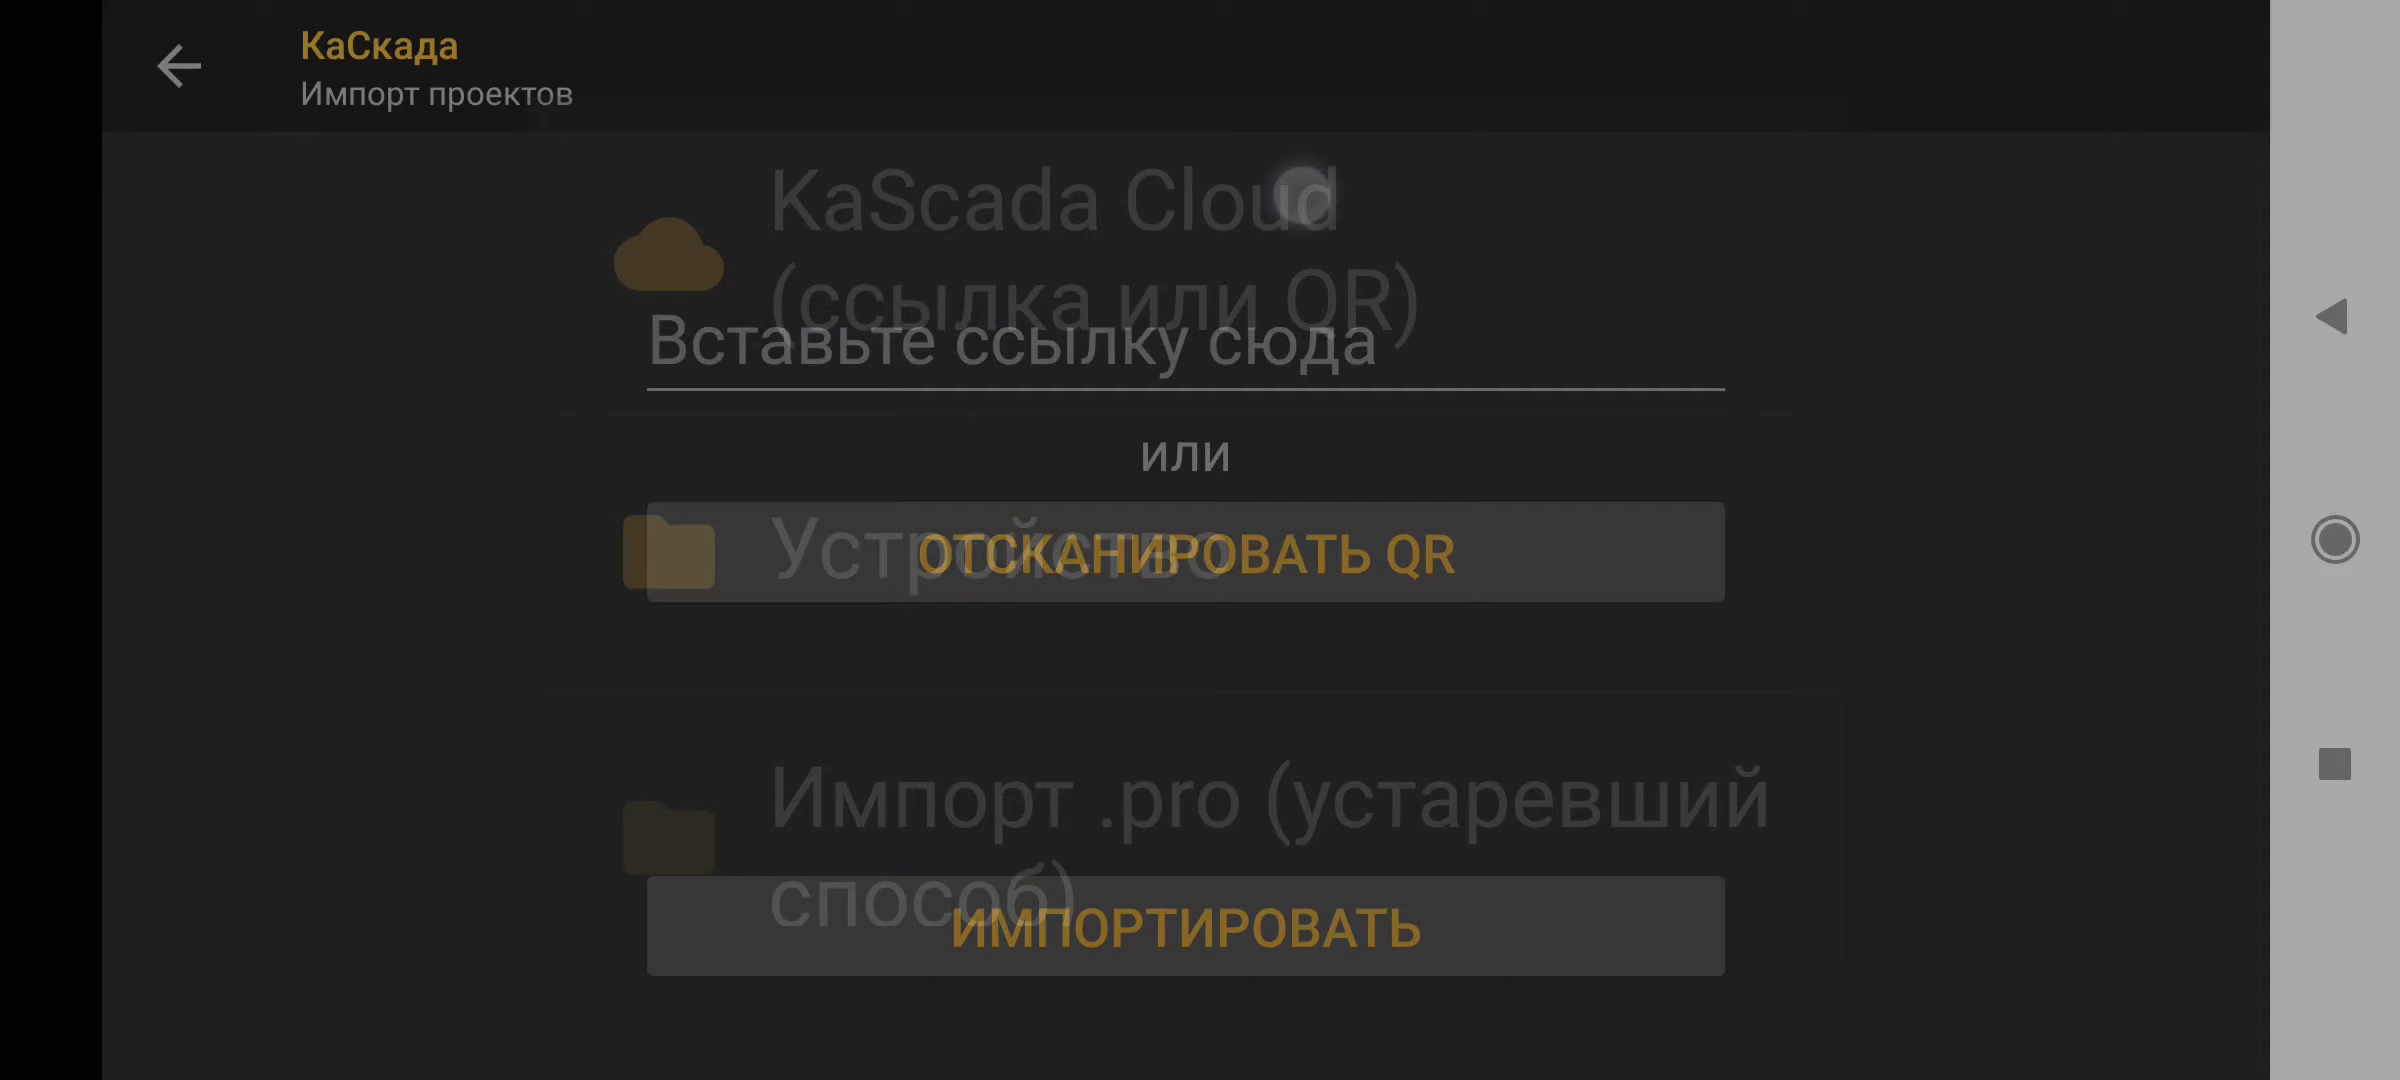 КаСкада
Импорт проектов
KaScada Cloud
(ссылка или QR)
Вставьте ссылку сюда
или
Устройство
ОТСКАНИРОВАТЬ QR
Импорт .pro (устаревший
способ)
ИМПОРТИРОВАТЬ